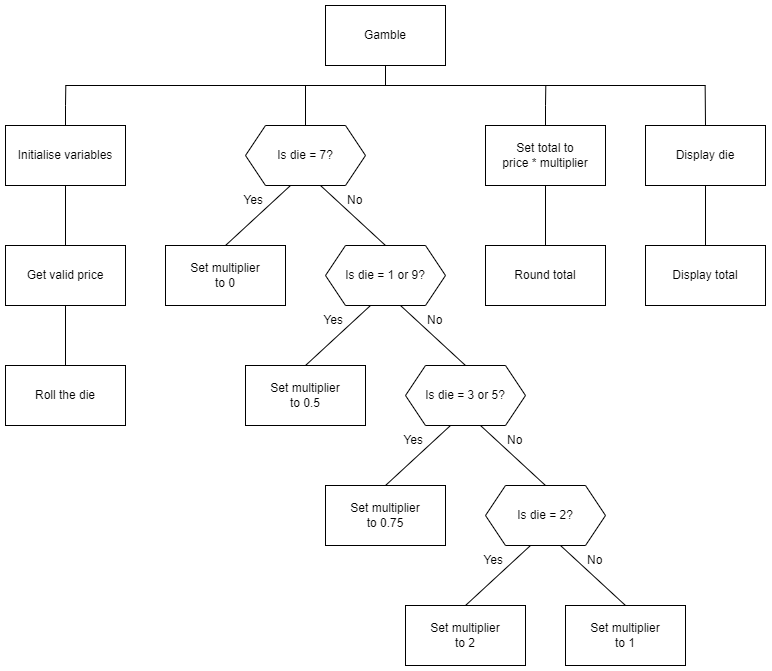 Gamble
Initialise variables
Is die = 7?
Set total to
price * multiplier
Display die
Yes
No
Get valid price
Set multiplier
to 0
Is die = 1 or 9?
Round total
Display total
Yes
No
Roll the die
Set multiplier
to 0.5
Is die = 3 or 5?
Yes
No
Set multiplier
to 0.75
Is die = 2?
Yes
No
Set multiplier
to 2
Set multiplier
to 1